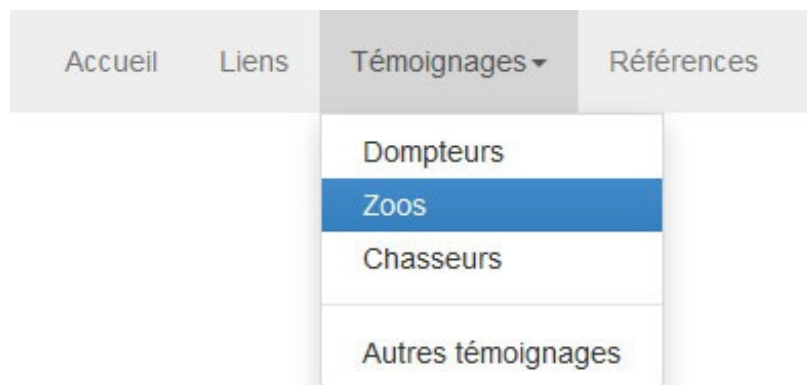 Accueil Liens Témoignages Références
Dompteurs
Zoos
Chasseurs
Autres témoignages